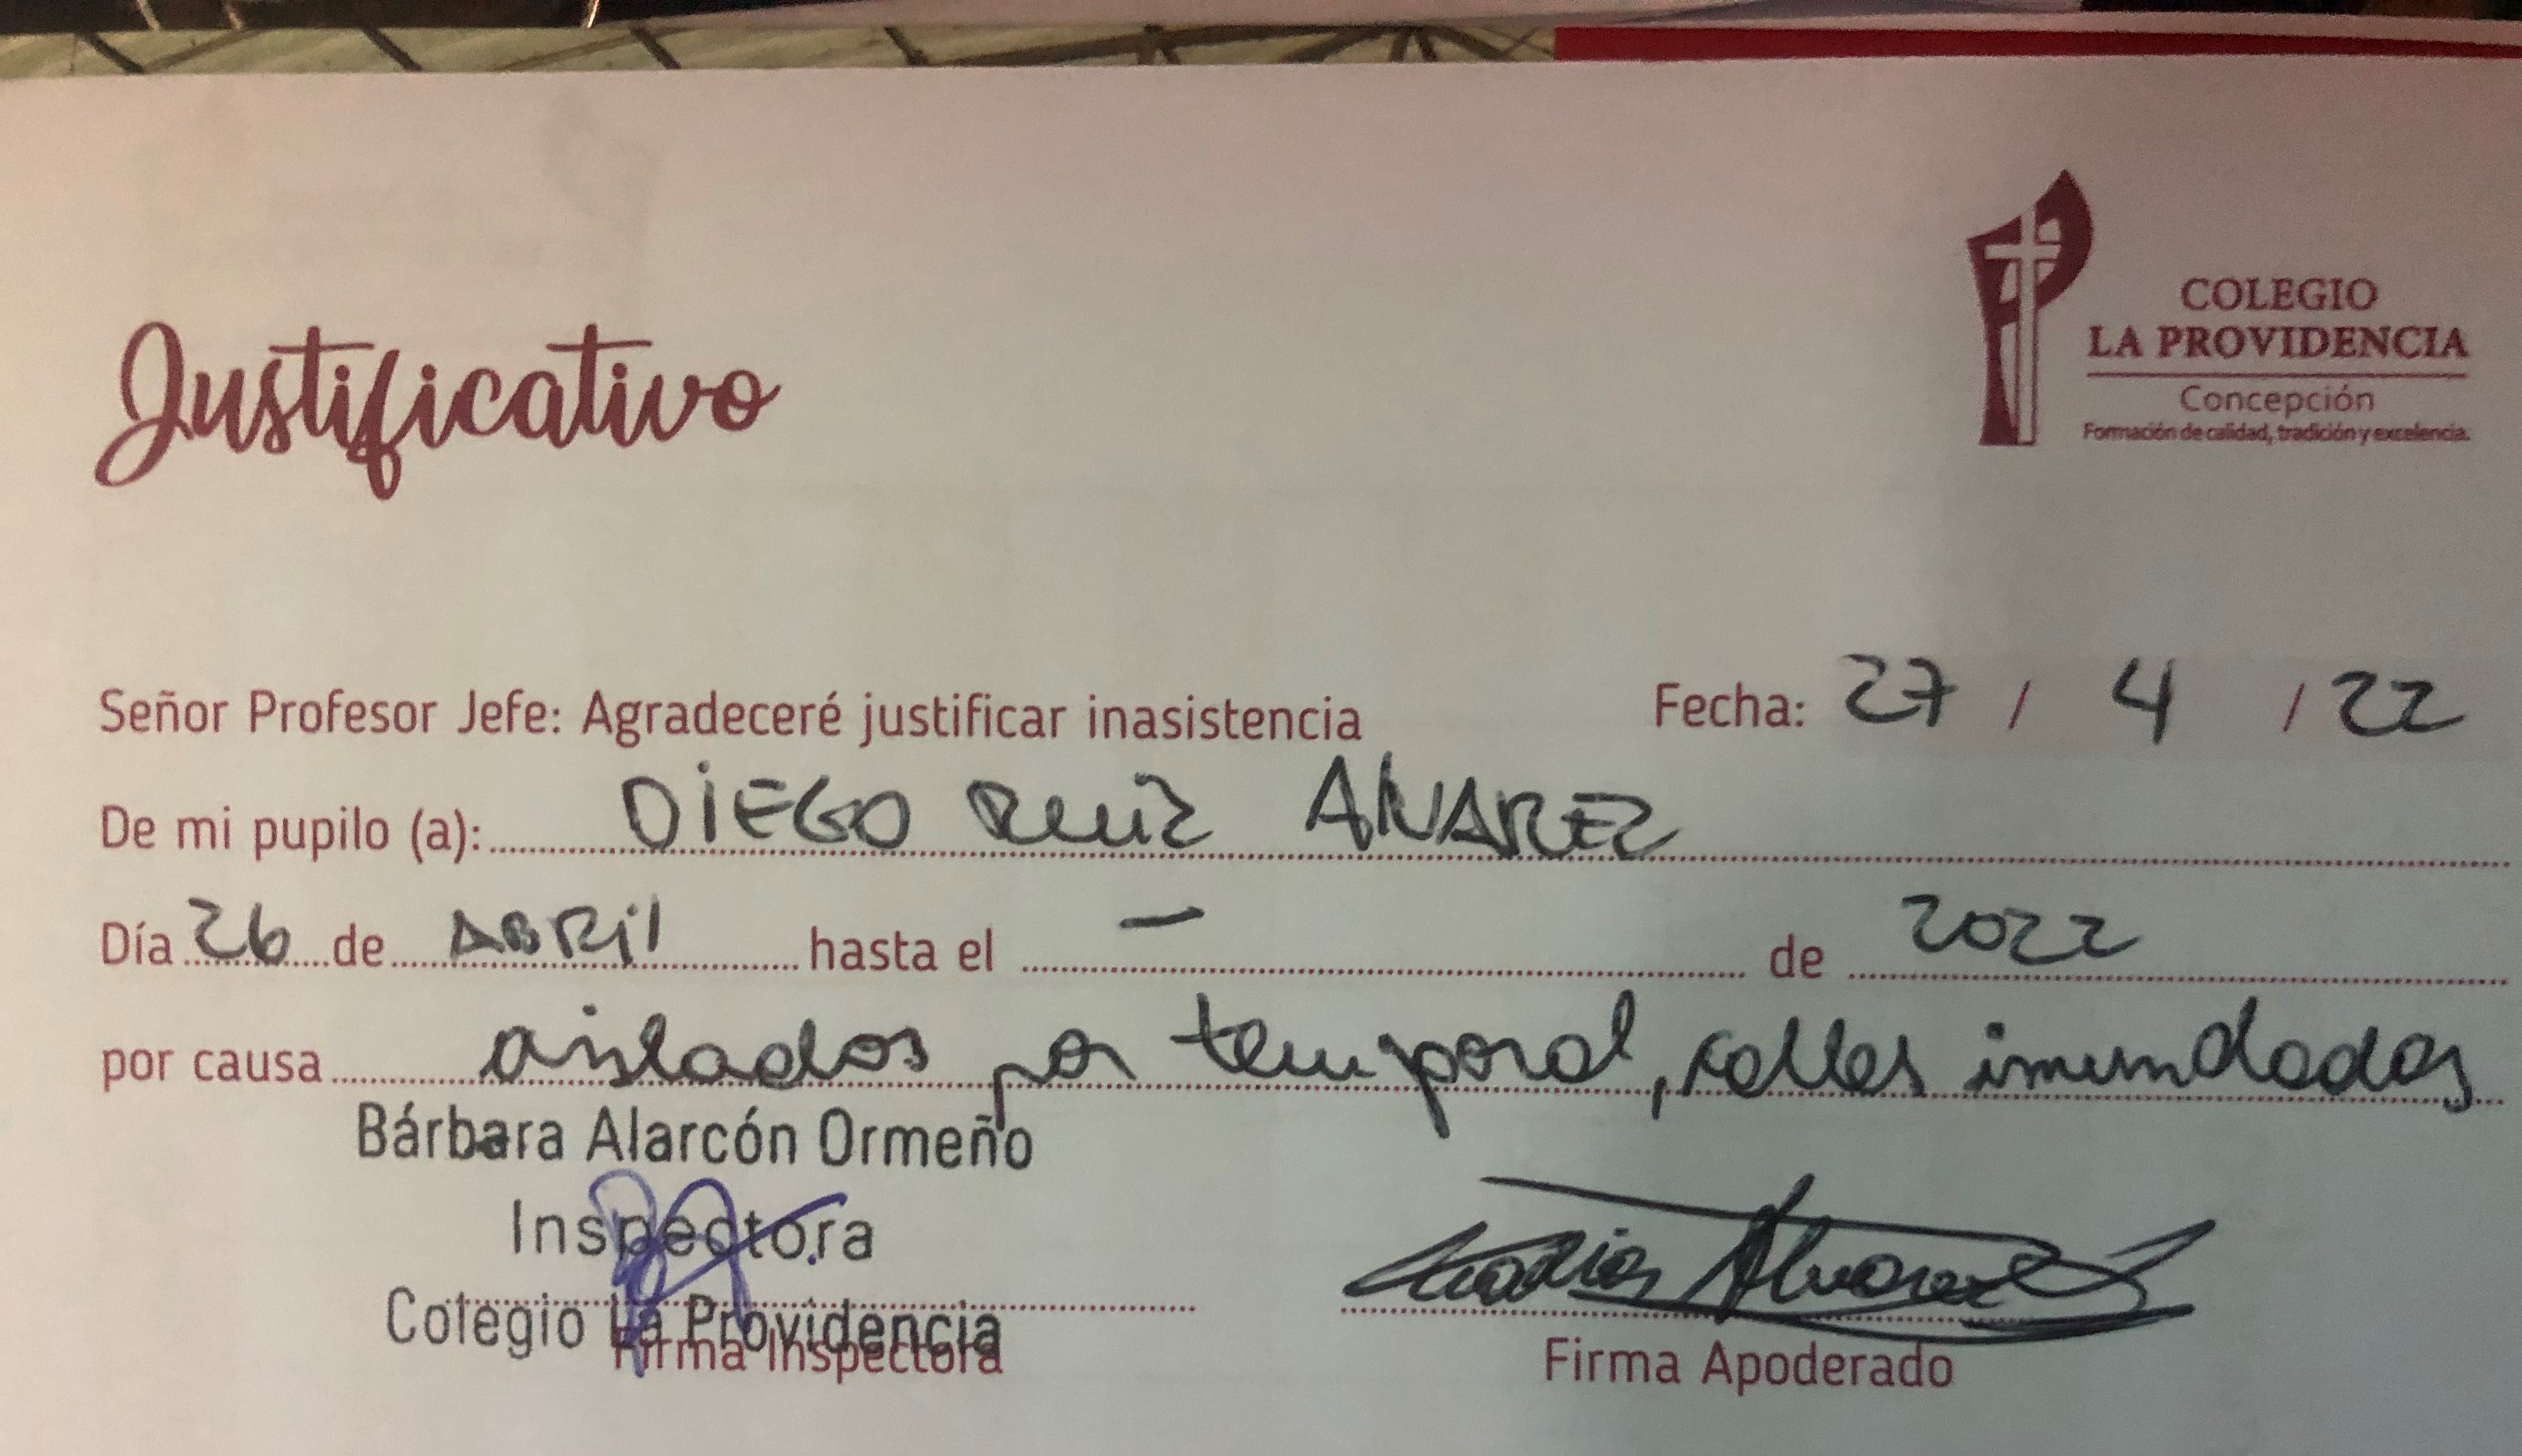 Justificativo
COLEGIO
LA PROVIDENCIA
Concepción
Formación de calidad, tradición y excelencia.
Señor Profesor Jefe: Agradeceré justificar inasistencia Fecha: 27 / 4 / 22
De mi pupilo (a): DIEGO RUIZ ALVAREZ
Día 26 de ABRil hasta el — de 2022
por causa aislados por temporal, calles inundadas
Bárbara Alarcón Ormeño
Inspectora
Colegio La Providencia
Firma Inspectora
Alvarez
Firma Apoderado